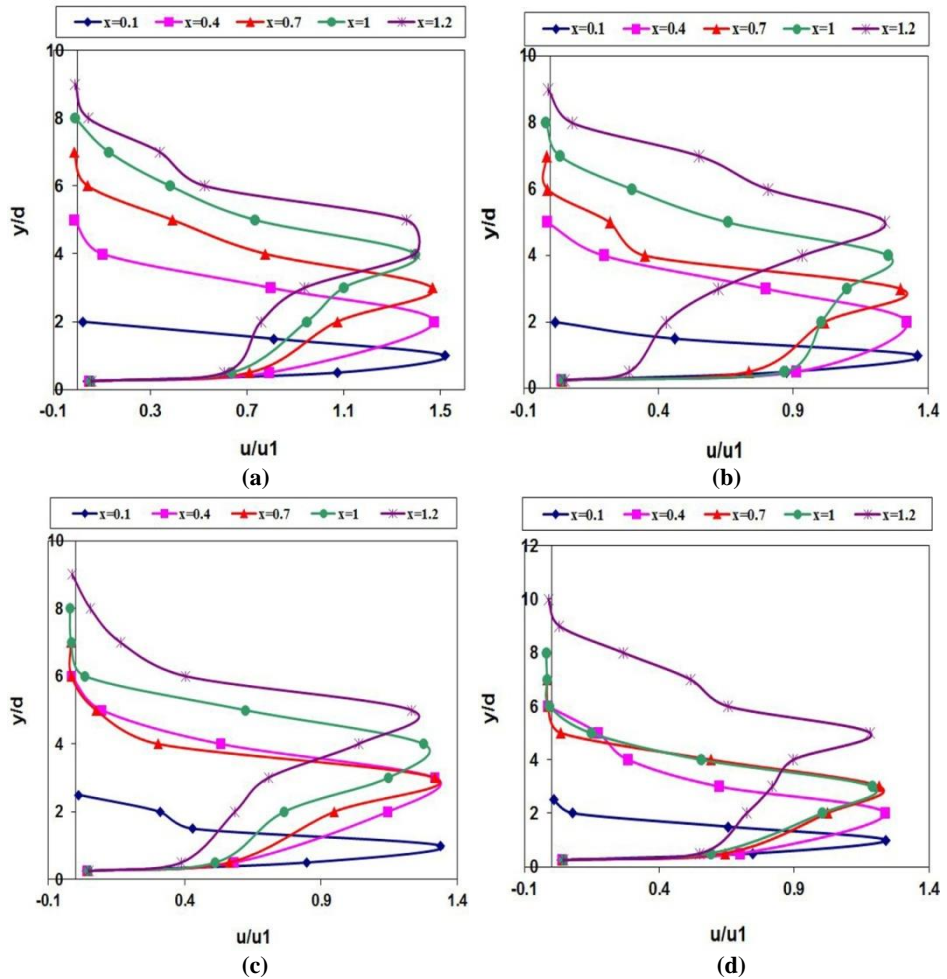 x=0.1 x=0.4 x=0.7 x=1 x=1.2
10
8
6
4
2
0
-0.1 0.3 0.7 1.1 1.5
y/d
u/u1
(a)
x=0.1 x=0.4 x=0.7 x=1 x=1.2
10
8
6
4
2
0
-0.1 0.4 0.9 1.4
y/d
u/u1
(b)
x=0.1 x=0.4 x=0.7 x=1 x=1.2
10
8
6
4
2
0
-0.1 0.4 0.9 1.4
y/d
u/u1
(c)
x=0.1 x=0.4 x=0.7 x=1 x=1.2
12
10
8
6
4
2
0
-0.1 0.4 0.9 1.4
y/d
u/u1
(d)